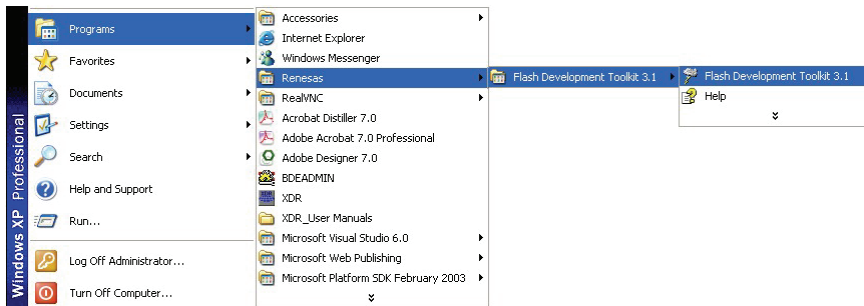 Windows XP Professional
Programs
Favorites
Documents
Settings
Search
Help and Support
Run...
Log Off Administrator...
Turn Off Computer...
Accessories
Internet Explorer
Windows Messenger
Renesas
RealVNC
Acrobat Distiller 7.0
Adobe Acrobat 7.0 Professional
Adobe Designer 7.0
BDEADMIN
XDR
XDR_User Manuals
Microsoft Visual Studio 6.0
Microsoft Web Publishing
Microsoft Platform SDK February 2003
Flash Development Toolkit 3.1
Flash Development Toolkit 3.1
Help